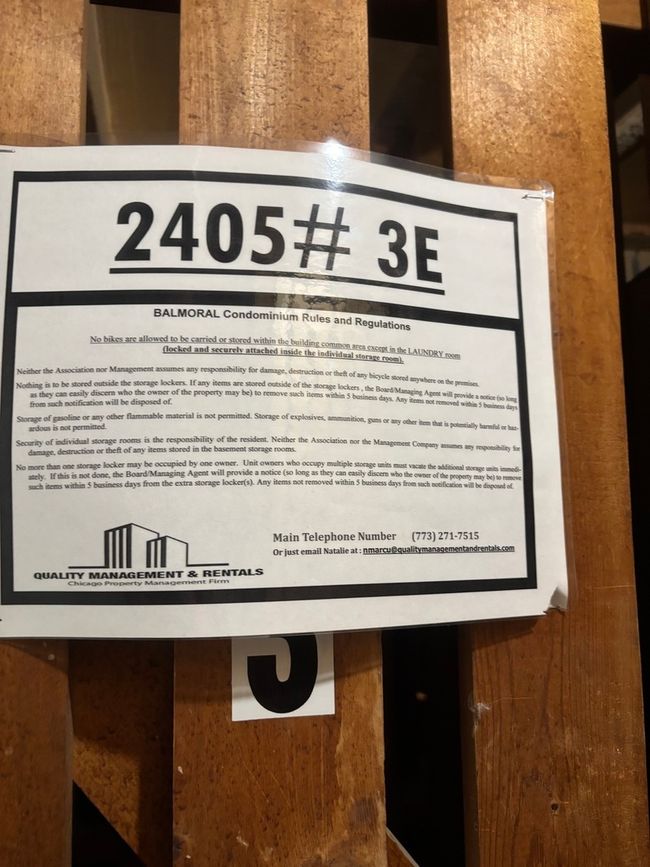 2405# 3E
BALMORAL Condominium Rules and Regulations
No bikes are allowed to be carried or stored within the building common area except in the LAUNDRY room
(locked and securely attached inside the individual storage room).
Neither the Association nor Management assumes any responsibility for damage, destruction or theft of any bicycle stored anywhere on the premises.
Nothing is to be stored outside the storage lockers. If any items are stored outside of the storage lockers , the Board/Managing Agent will provide a notice (so long
as they can easily discern who the owner of the property may be) to remove such items within 5 business days. Any items not removed within 5 business days
from such notification will be disposed of.
Storage of gasoline or any other flammable material is not permitted. Storage of explosives, ammunition, guns or any other item that is potentially harmful or haz-
ardous is not permitted.
Security of individual storage rooms is the responsibility of the resident. Neither the Association nor the Management Company assumes any responsibility for
damage, destruction or theft of any items stored in the basement storage rooms.
No more than one storage locker may be occupied by one owner. Unit owners who occupy multiple storage units must vacate the additional storage units immedi-
ately. If this is not done, the Board/Managing Agent will provide a notice (so long as they can easily discern who the owner of the property may be) to remove
such items within 5 business days from the extra storage locker(s). Any items not removed within 5 business days from such notification will be disposed of.
Main Telephone Number (773) 271-7515
Or just email Natalie at : nmarcu@qualitymanagementandrentals.com
QUALITY MANAGEMENT & RENTALS
Chicago Property Management Firm